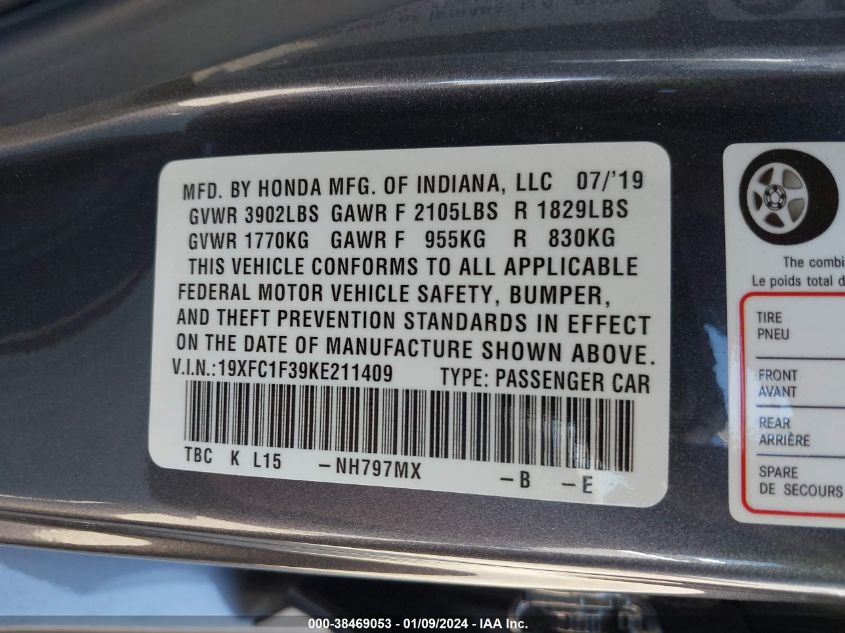 MFD. BY HONDA MFG. OF INDIANA, LLC 07/'19
GVWR 3902LBS GAWR F 2105LBS R 1829LBS
GVWR 1770KG GAWR F 955KG R 830KG
THIS VEHICLE CONFORMS TO ALL APPLICABLE
FEDERAL MOTOR VEHICLE SAFETY, BUMPER,
AND THEFT PREVENTION STANDARDS IN EFFECT
ON THE DATE OF MANUFACTURE SHOWN ABOVE.
V.I.N.:19XFC1F39KE211409 TYPE: PASSENGER CAR
TBC K L15 -NH797MX -B -E
The combi
Le poids total d
TIRE
PNEU
FRONT
AVANT
REAR
ARRIÈRE
SPARE
DE SECOURS
000-38469053 - 01/09/2024 - IAA Inc.